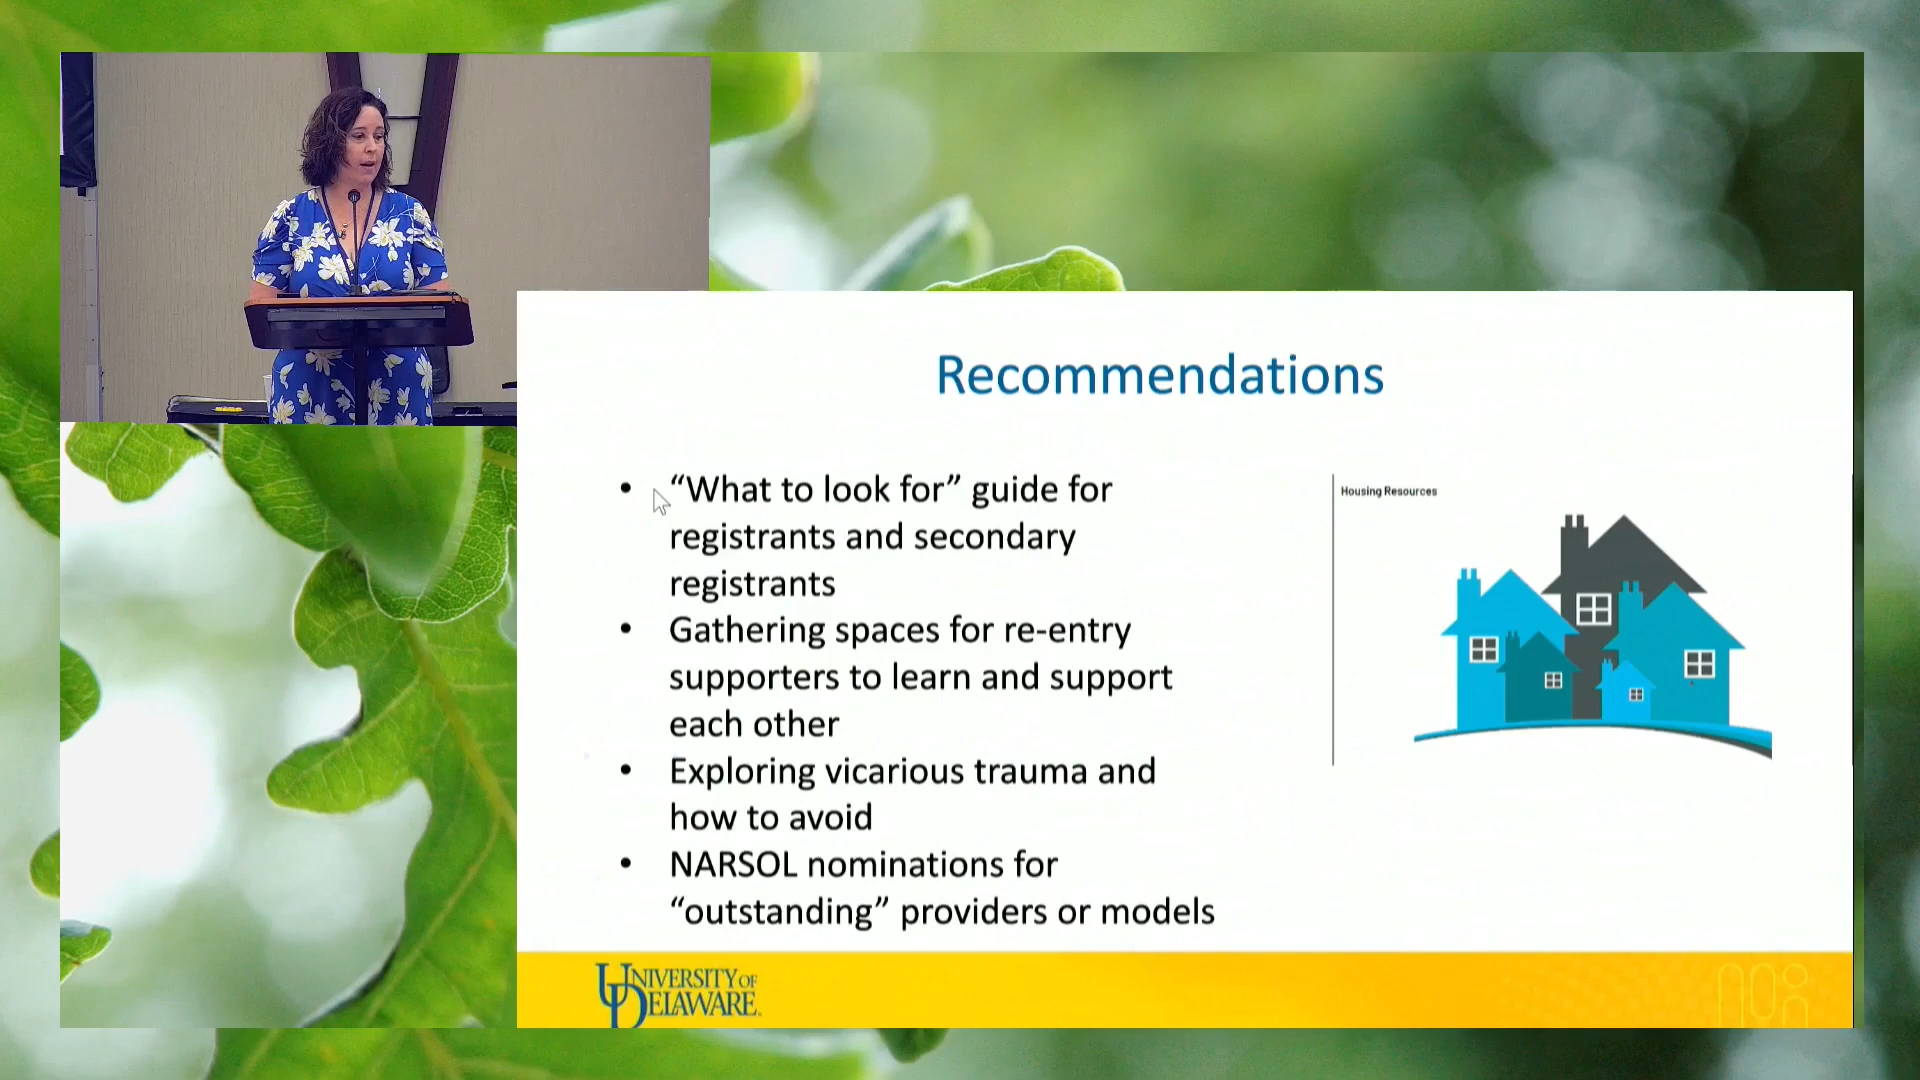 Recommendations
• “What to look for” guide for
registrants and secondary
registrants
• Gathering spaces for re-entry
supporters to learn and support
each other
• Exploring vicarious trauma and
how to avoid
• NARSOL nominations for
“outstanding” providers or models
Housing Resources
UNIVERSITY OF
DELAWARE.